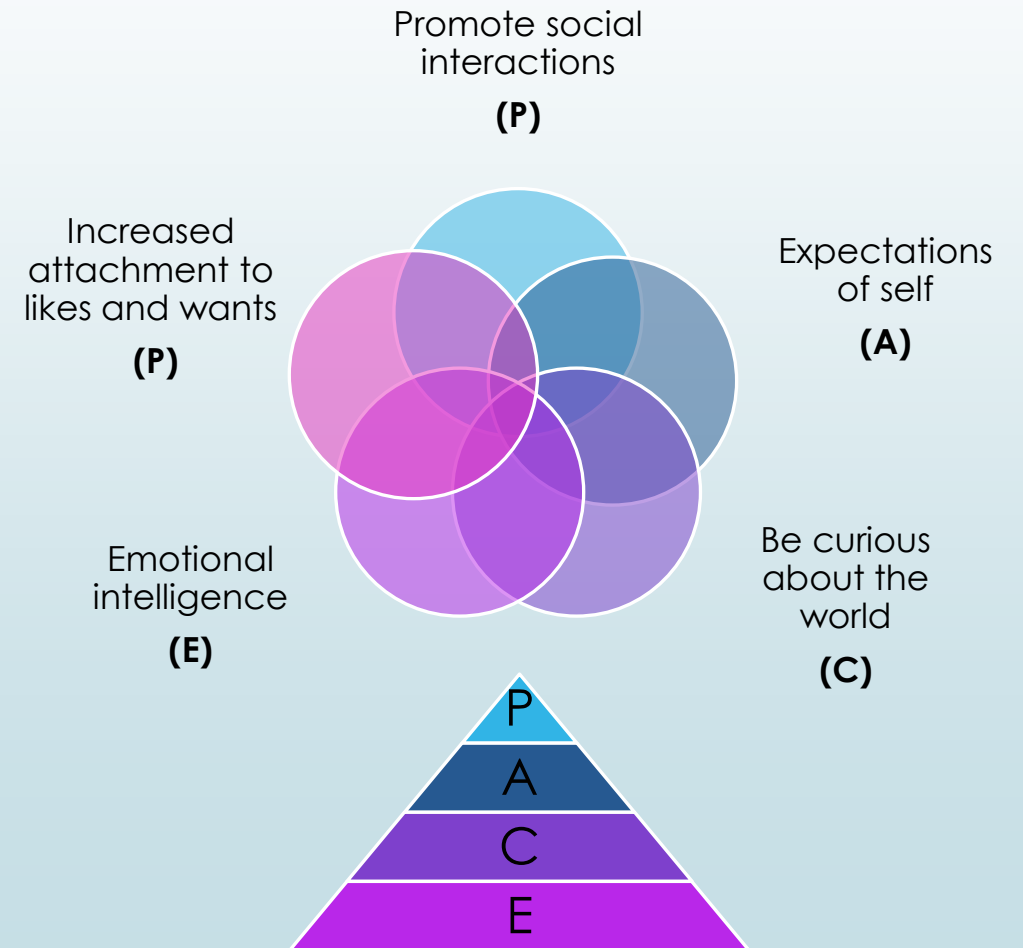 Promote social
interactions
(P)
Increased
attachment to
likes and wants
(P)
Expectations
of self
(A)
Emotional
intelligence
(E)
Be curious
about the
world
(C)
P
A
C
E